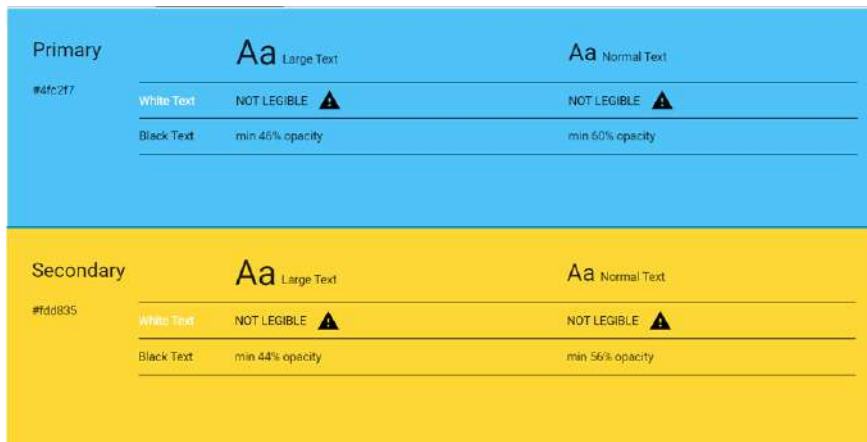 Primary
Aa Large Text
Aa Normal Text
#4fc2f7
White Text
NOT LEGIBLE
NOT LEGIBLE
Black Text
min 46% opacity
min 60% opacity
Secondary
Aa Large Text
Aa Normal Text
#fdd835
White Text
NOT LEGIBLE
NOT LEGIBLE
Black Text
min 44% opacity
min 56% opacity